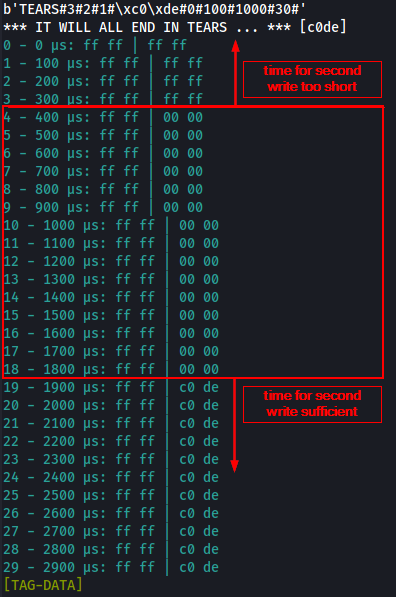 b'TEARS#3#2#1#\xc0\xde#0#100#1000#30#'
*** IT WILL ALL END IN TEARS ... *** [c0de]
0 - 0 µs: ff ff | ff ff
1 - 100 µs: ff ff | ff ff
time for second
2 - 200 µs: ff ff | ff ff
write too short
3 - 300 µs: ff ff | ff ff
4 - 400 µs: ff ff | 00 00
5 - 500 µs: ff ff | 00 00
6 - 600 µs: ff ff | 00 00
7 - 700 µs: ff ff | 00 00
8 - 800 µs: ff ff | 00 00
9 - 900 µs: ff ff | 00 00
10 - 1000 µs: ff ff | 00 00
11 - 1100 µs: ff ff | 00 00
12 - 1200 µs: ff ff | 00 00
13 - 1300 µs: ff ff | 00 00
14 - 1400 µs: ff ff | 00 00
15 - 1500 µs: ff ff | 00 00
16 - 1600 µs: ff ff | 00 00
17 - 1700 µs: ff ff | 00 00
18 - 1800 µs: ff ff | 00 00
19 - 1900 µs: ff ff | c0 de
time for second
20 - 2000 µs: ff ff | c0 de
write sufficient
21 - 2100 µs: ff ff | c0 de
22 - 2200 µs: ff ff | c0 de
23 - 2300 µs: ff ff | c0 de
24 - 2400 µs: ff ff | c0 de
25 - 2500 µs: ff ff | c0 de
26 - 2600 µs: ff ff | c0 de
27 - 2700 µs: ff ff | c0 de
28 - 2800 µs: ff ff | c0 de
29 - 2900 µs: ff ff | c0 de
[TAG-DATA]